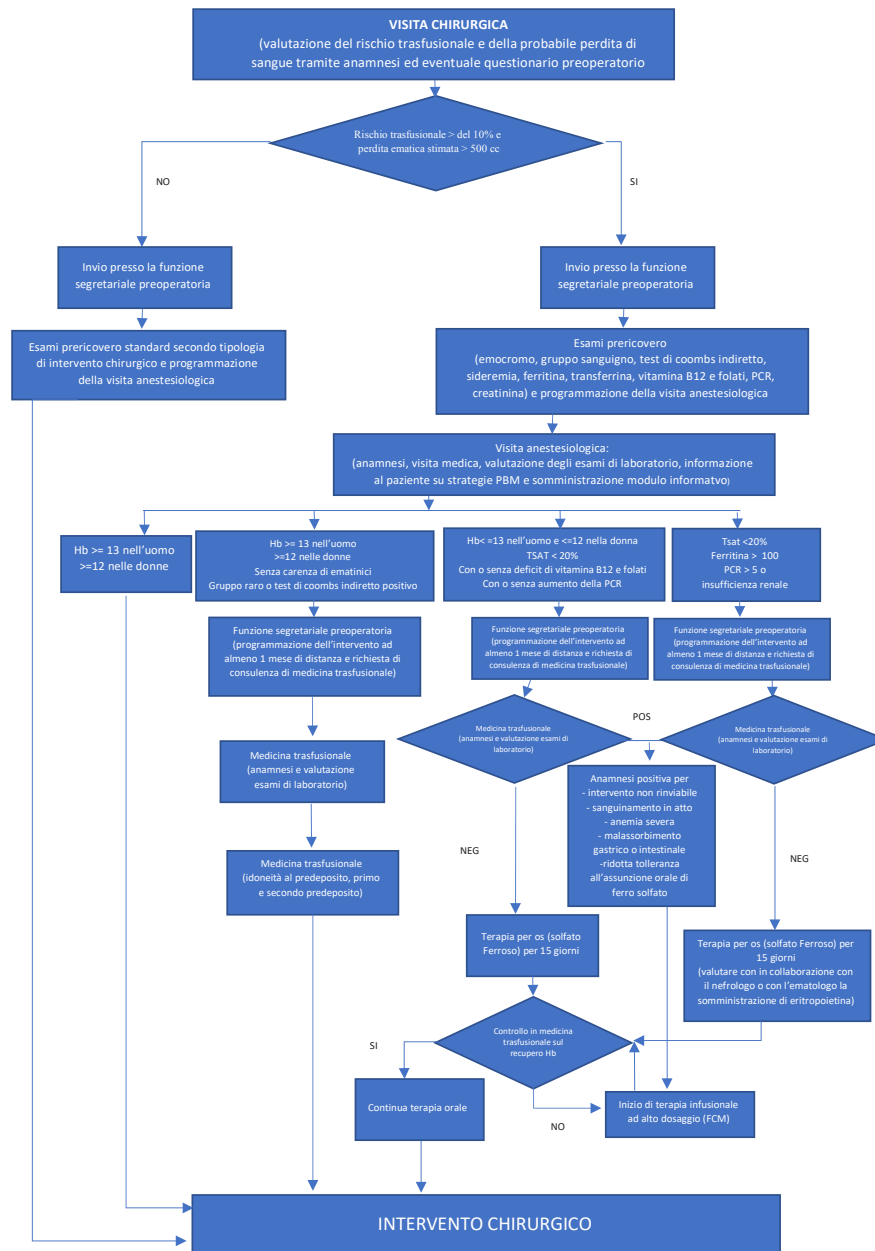 VISITA CHIRURGICA
(valutazione del rischio trasfusionale e della probabile perdita di
sangue tramite anamnesi ed eventuale questionario preoperatorio
Rischio trasfusionale > del 10% e
perdita ematica stimata > 500 cc
NO
SI
Invio presso la funzione
segretariale preoperatoria
Invio presso la funzione
segretariale preoperatoria
Esami prericovero standard secondo tipologia
di intervento chirurgico e programmazione
della visita anestesiologica
Esami prericovero
(emocromo, gruppo sanguigno, test di coombs indiretto,
sideremia, ferritina, transferrina, vitamina B12 e folati, PCR,
creatinina) e programmazione della visita anestesiologica
Visita anestesiologica:
(anamnesi, visita medica, valutazione degli esami di laboratorio, informazione
al paziente su strategie PBM e somministrazione modulo informatvo)
Hb >= 13 nell'uomo
>=12 nelle donne
Hb >= 13 nell'uomo
>=12 nelle donne
Senza carenza di ematinici
Gruppo raro o test di coombs indiretto positivo
Hb< =13 nell'uomo e <=12 nella donna
TSAT < 20%
Con o senza deficit di vitamina B12 e folati
Con o senza aumento della PCR
Tsat <20%
Ferritina > 100
PCR > 5 o
insufficienza renale
Funzione segretariale preoperatoria
(programmazione dell'intervento ad
almeno 1 mese di distanza e richiesta di
consulenza di medicina trasfusionale)
Funzione segretariale preoperatoria
(programmazione dell'intervento ad
almeno 1 mese di distanza e richiesta di
consulenza di medicina trasfusionale)
Funzione segretariale preoperatoria
(programmazione dell'intervento ad
almeno 1 mese di distanza e richiesta di
consulenza di medicina trasfusionale)
Medicina trasfusionale
(anamnesi e valutazione
esami di laboratorio)
Medicina trasfusionale
(anamnesi e valutazione esami di
laboratorio)
POS
Medicina trasfusionale
(anamnesi e valutazione esami di
laboratorio)
Anamnesi positiva per
- intervento non rinviabile
- sanguinamento in atto
- anemia severa
- malassorbimento
gastrico o intestinale
-ridotta tolleranza
all'assunzione orale di
ferro solfato
NEG
NEG
Medicina trasfusionale
(idoneità al predeposito, primo
e secondo predeposito)
Terapia per os (solfato
Ferroso) per 15 giorni
Terapia per os (solfato Ferroso) per
15 giorni
(valutare con in collaborazione con
il nefrologo o con l'ematologo la
somministrazione di eritropoietina)
Controllo in medicina
trasfusionale sul
recupero Hb
SI
NO
Continua terapia orale
Inizio di terapia infusionale
ad alto dosaggio (FCM)
INTERVENTO CHIRURGICO